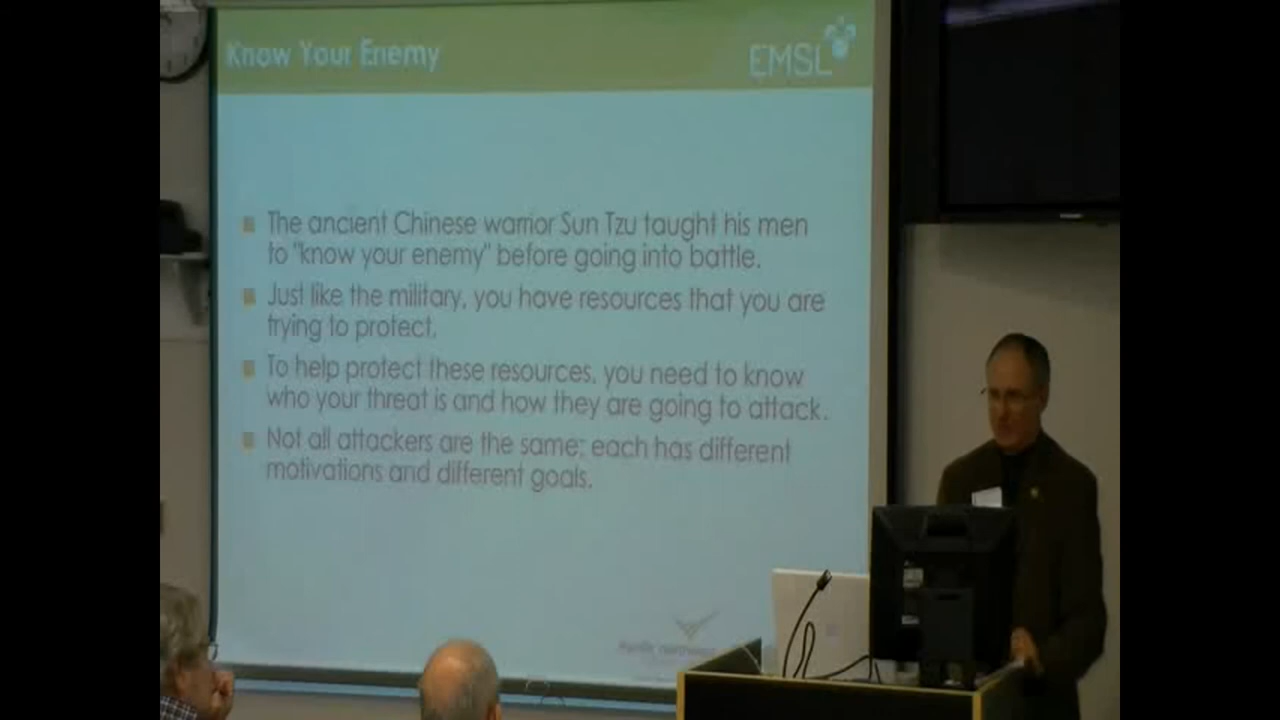 Know Your Enemy
EMSL
The ancient Chinese warrior Sun Tzu taught his men
to "know your enemy" before going into battle.
Just like the military, you have resources that you are
trying to protect.
To help protect these resources, you need to know
who your threat is and how they are going to attack.
Not all attackers are the same; each has different
motivations and different goals.
Pacific Northwest